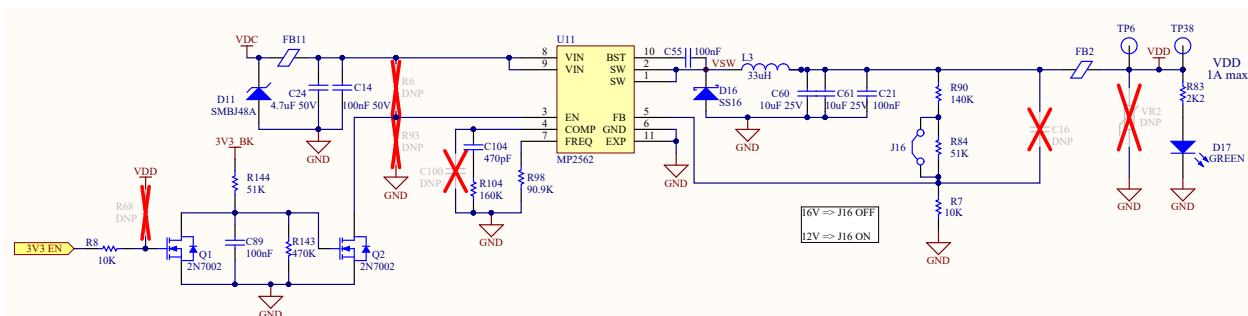 VDC
FB11
D11
SMBJ48A
C24
4.7uF 50V
C14
100nF 50V
GND
R6
DNP
R93
DNP
GND
U11
8
9
VIN
VIN
3
4
7
EN
COMP
FREQ
BST
SW
SW
10
2
1
FB
GND
EXP
5
6
11
MP2562
C55
100nF
VSW
L3
33uH
D16
SS16
GND
C60
10uF 25V
C61
10uF 25V
C21
100nF
R90
140K
J16
R84
51K
R7
10K
GND
C16
DNP
FB2
TP6
TP38
VDD
VDD
1A max
VR2
DNP
GND
R83
2K2
D17
GREEN
GND
GND
C100
DNP
C104
470pF
R104
160K
R98
90.9K
GND
16V => J16 OFF
12V => J16 ON
3V3_BK
R144
51K
VDD
R68
DNP
3V3 EN
R8
10K
Q1
2N7002
C89
100nF
R143
470K
Q2
2N7002
GND